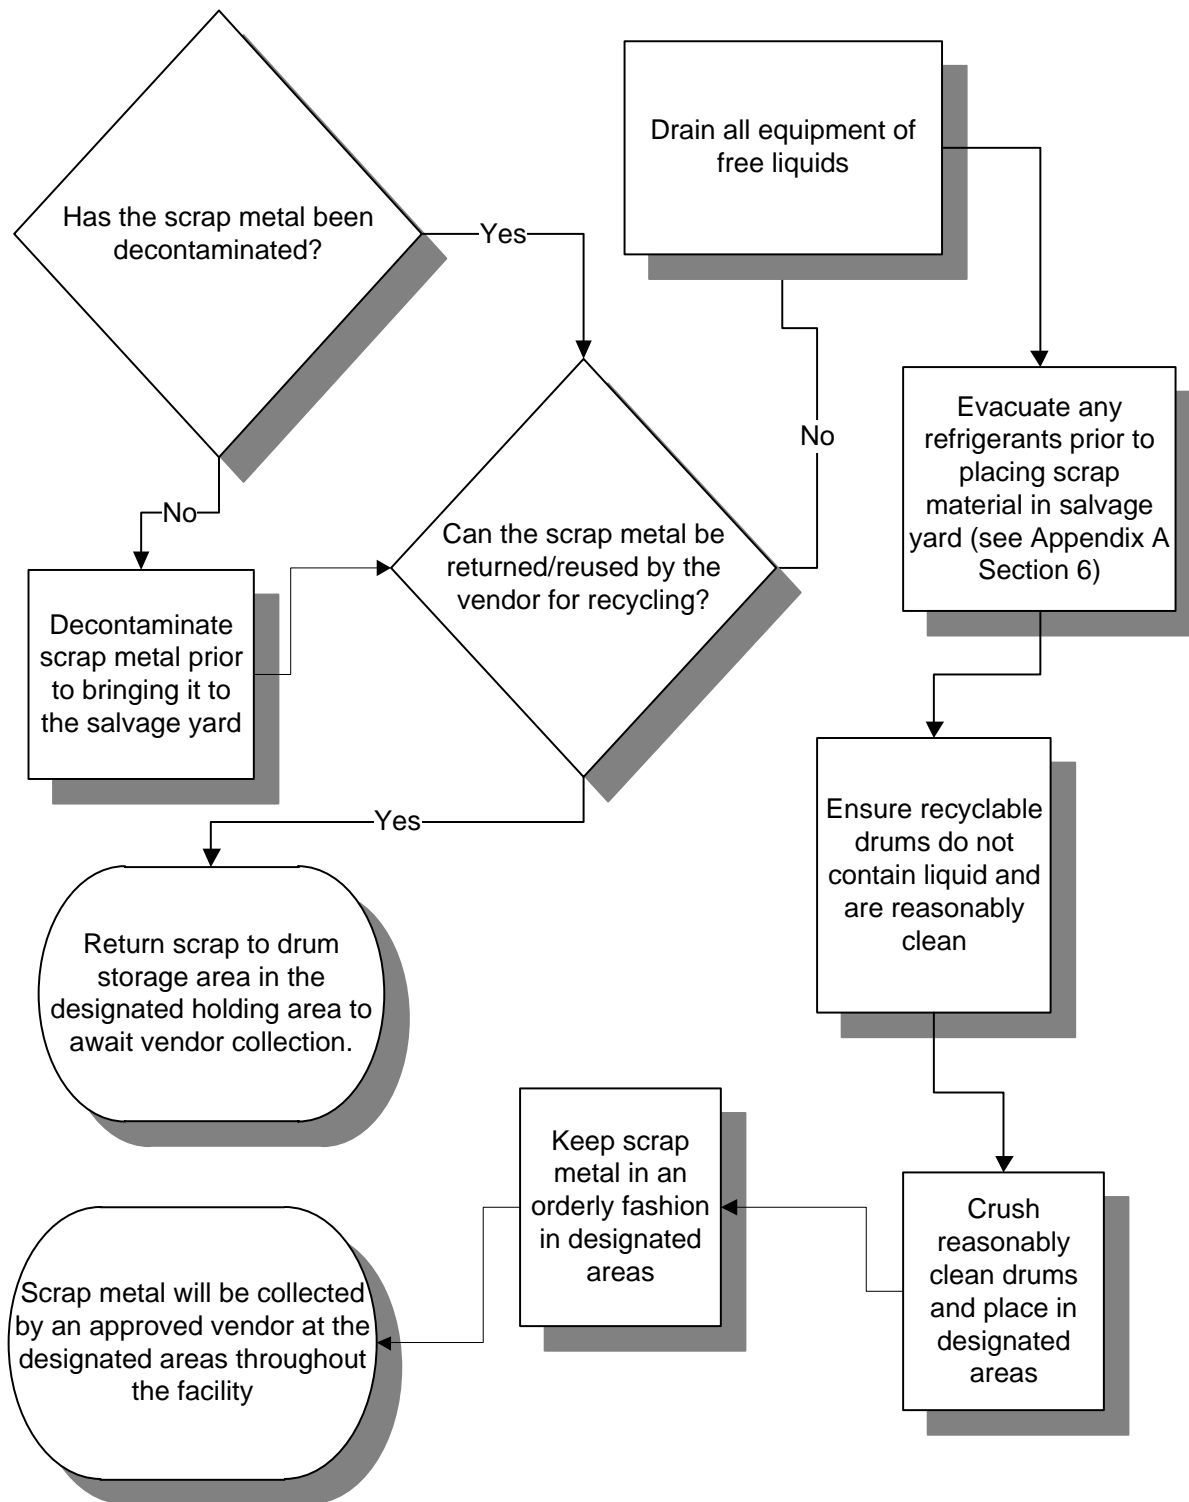 Has the scrap metal been
decontaminated?
Yes
No
Decontaminate
scrap metal prior
to bringing it to
the salvage yard
Can the scrap metal be
returned/reused by the
vendor for recycling?
Yes
Return scrap to drum
storage area in the
designated holding area to
await vendor collection.
No
Drain all equipment of
free liquids
Evacuate any
refrigerants prior to
placing scrap
material in salvage
yard (see Appendix A
Section 6)
Ensure recyclable
drums do not
contain liquid and
are reasonably
clean
Crush
reasonably
clean drums
and place in
designated
areas
Keep scrap
metal in an
orderly fashion
in designated
areas
Scrap metal will be collected
by an approved vendor at the
designated areas throughout
the facility